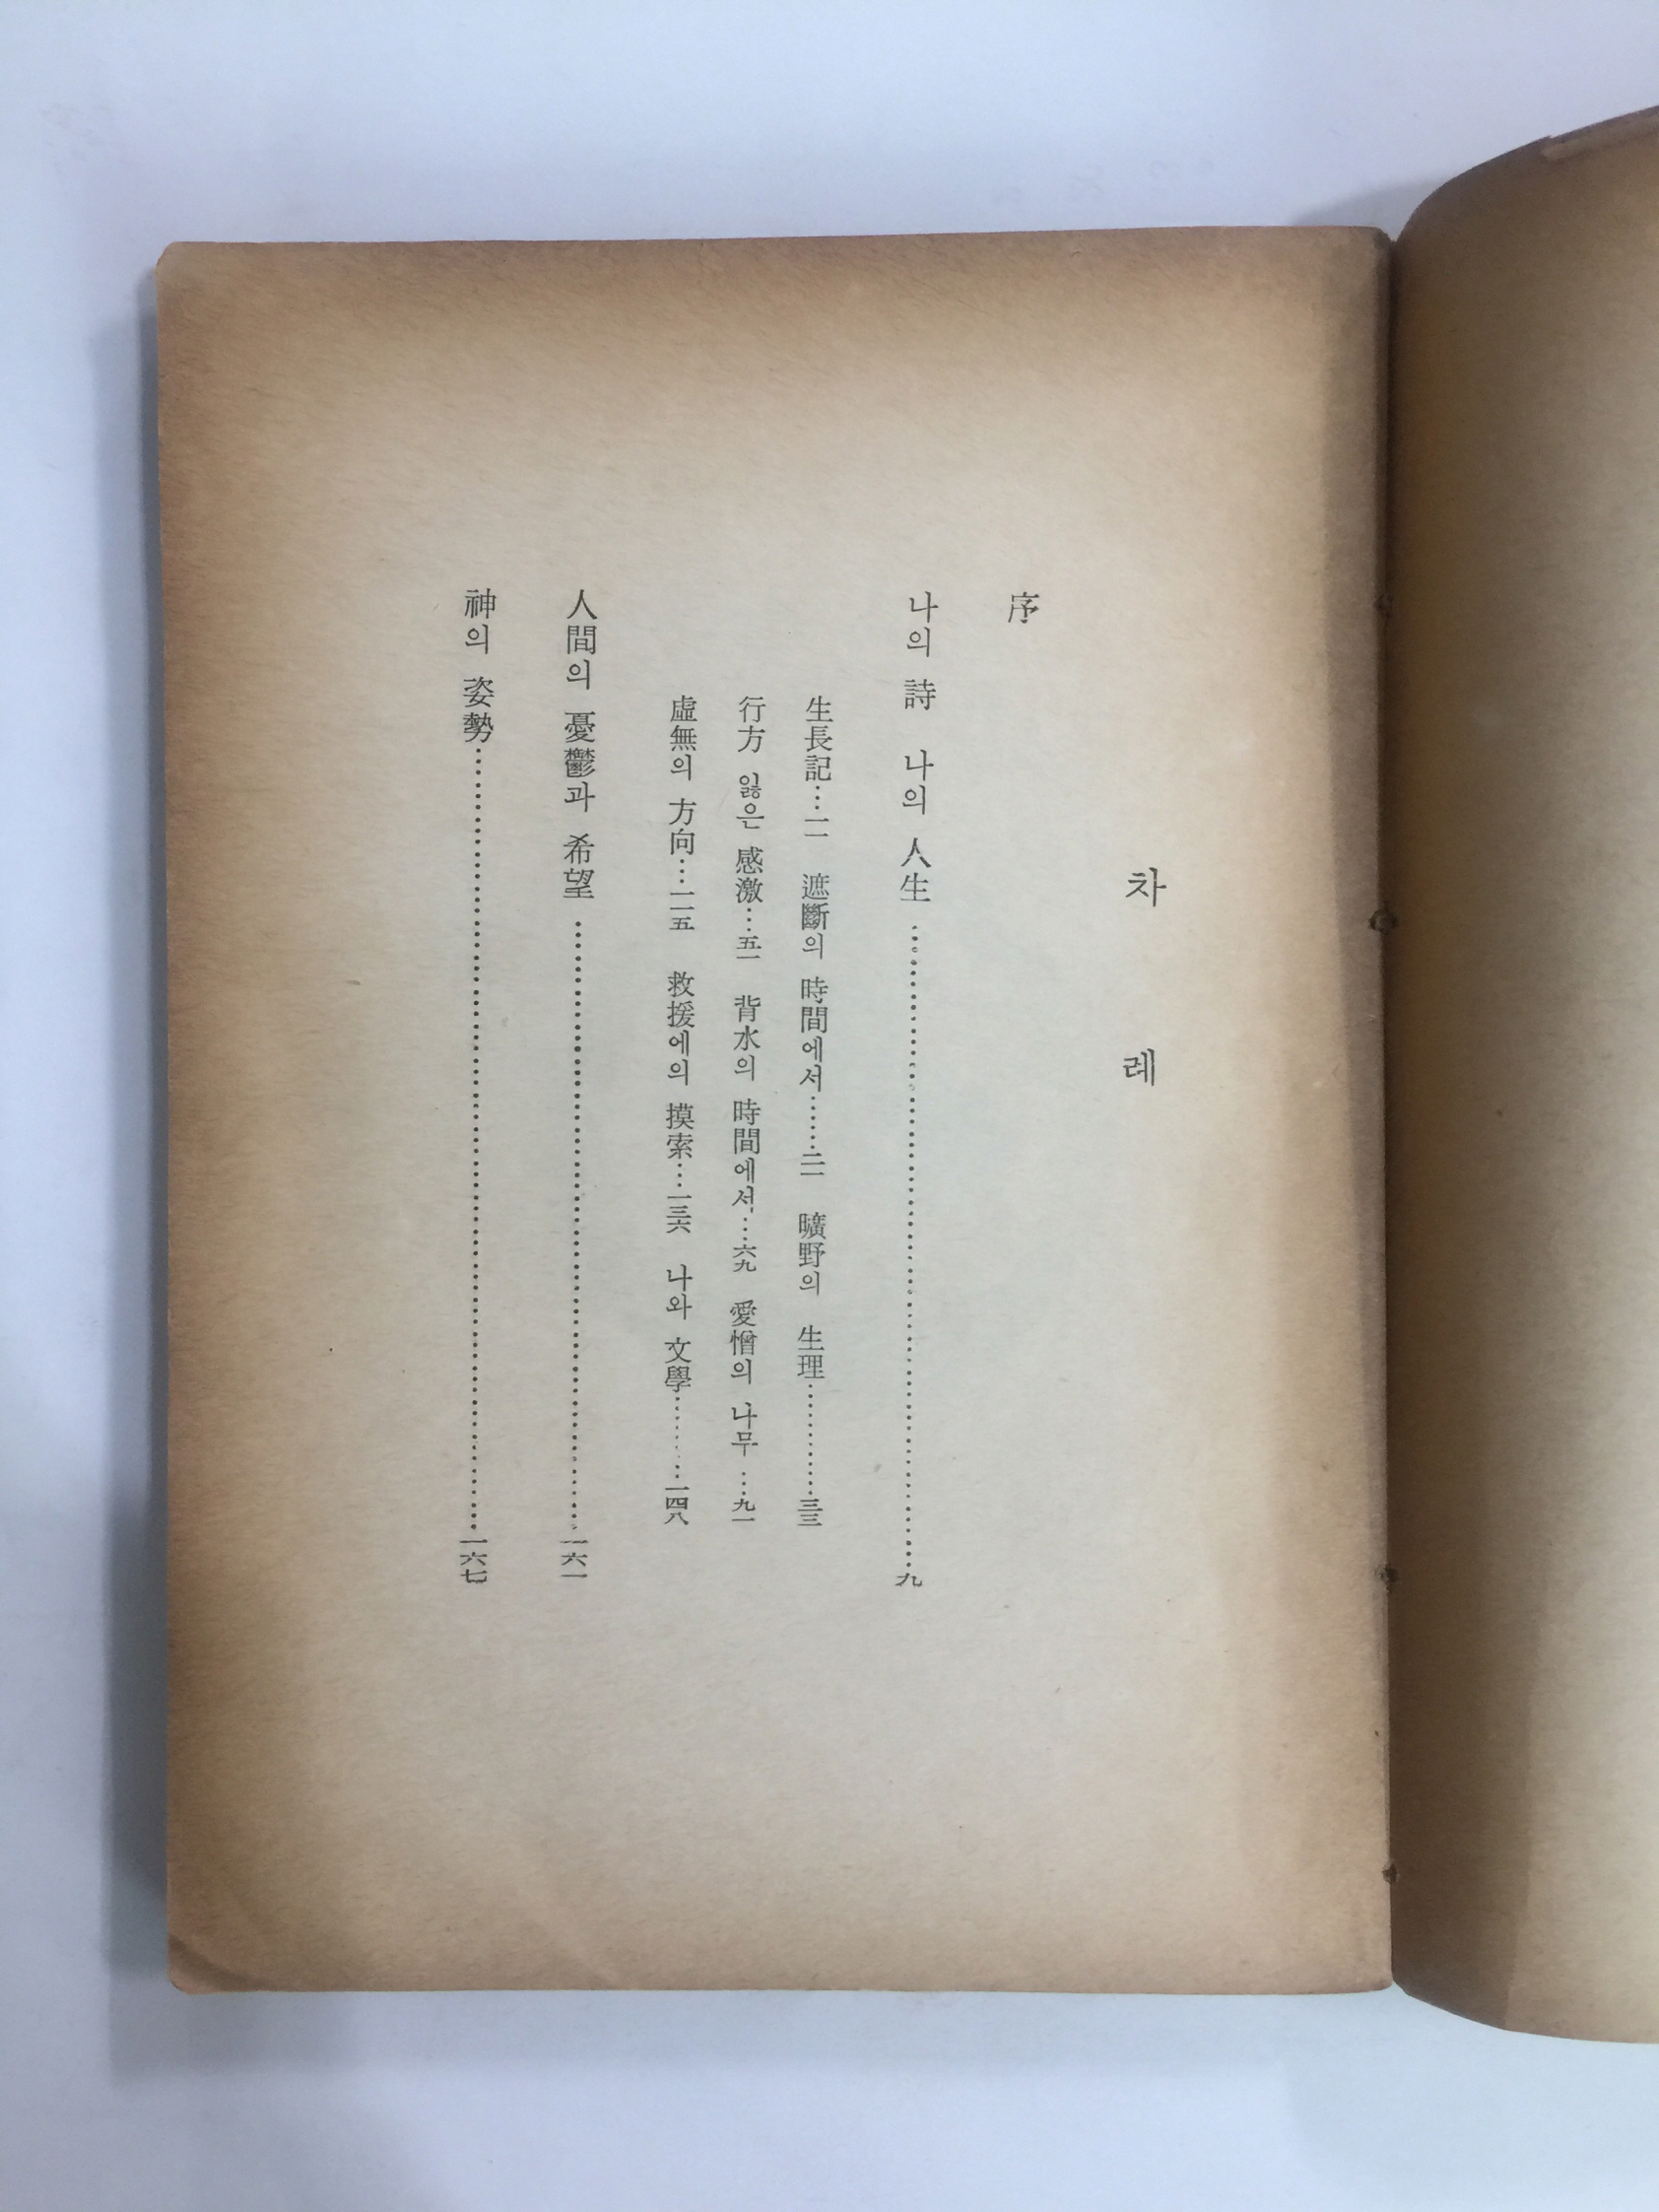 차 례
序
나의 詩 나의 人生……………………九
生長記…一一 遮斷의 時間에서……二一 曠野의 生理…………三三
行方 잃은 感激…五一 背水의 時間에서…六九 愛憎의 나무…九一
虛無의 方向…一一五 救援에의 摸索…一三六 나와 文學………一四八
人間의 憂鬱과 希望……………………一六一
神의 姿勢……………………一六七